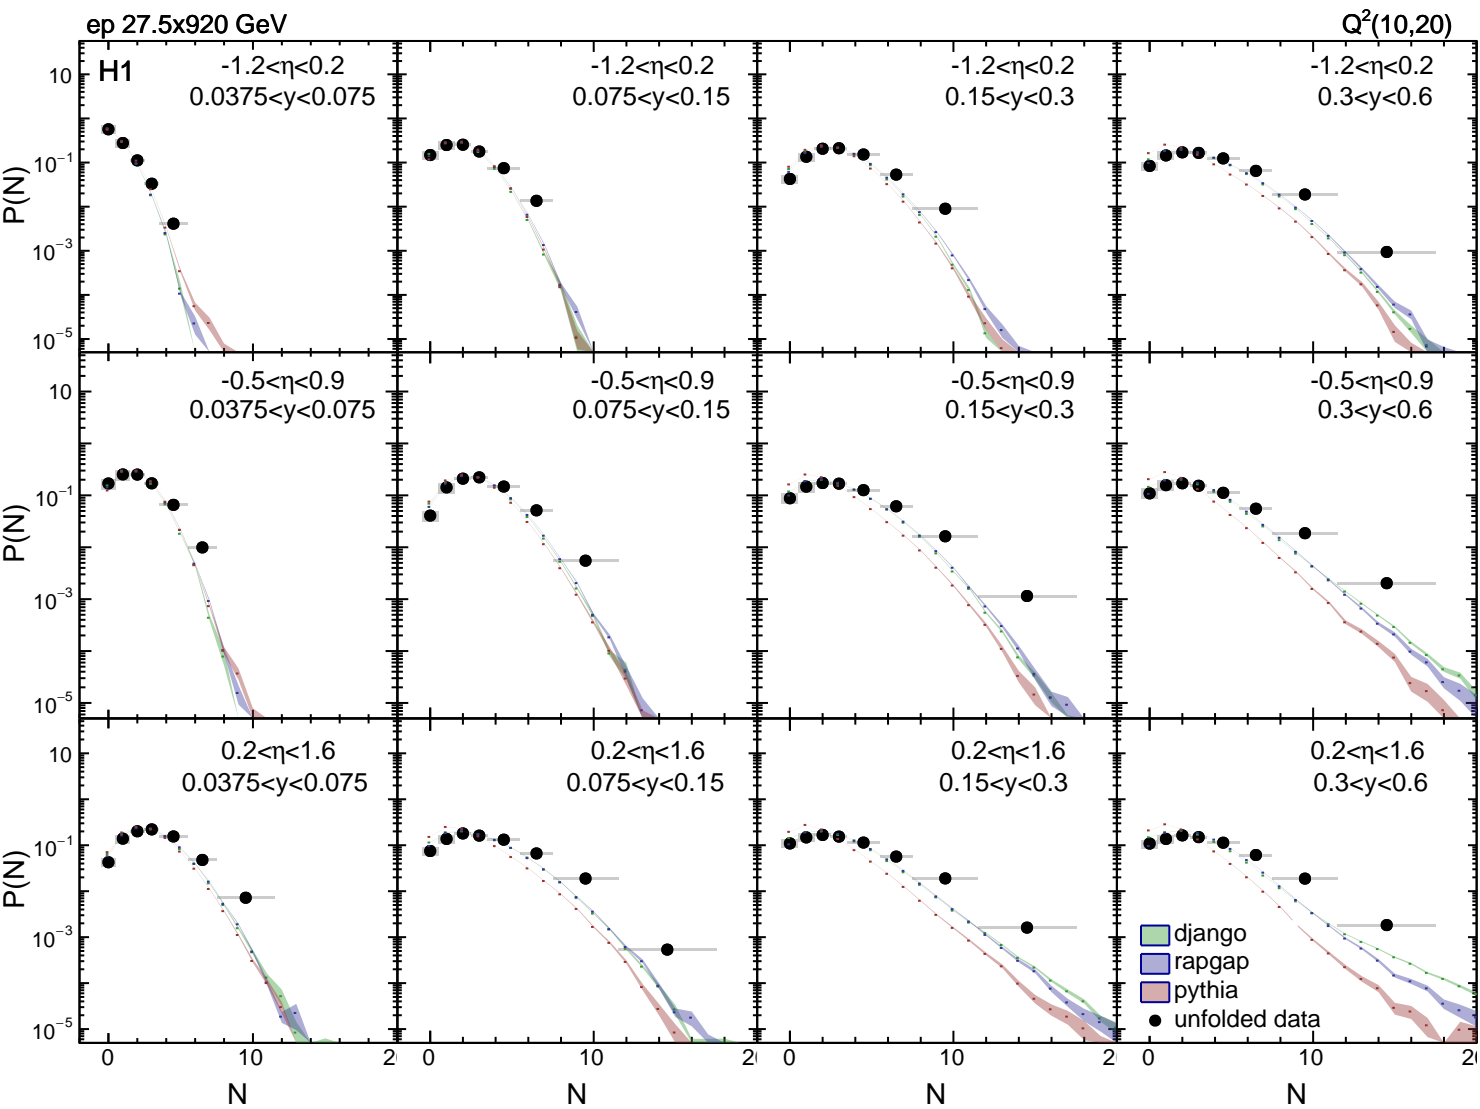 ep 27.5x920 GeV
Q²(10,20)
H1
-1.2<η<0.2
0.0375<y<0.075
-1.2<η<0.2
0.075<y<0.15
-1.2<η<0.2
0.15<y<0.3
-1.2<η<0.2
0.3<y<0.6
P(N)
10
10⁻¹
10⁻³
10⁻⁵
-0.5<η<0.9
0.0375<y<0.075
-0.5<η<0.9
0.075<y<0.15
-0.5<η<0.9
0.15<y<0.3
-0.5<η<0.9
0.3<y<0.6
P(N)
10
10⁻¹
10⁻³
10⁻⁵
0.2<η<1.6
0.0375<y<0.075
0.2<η<1.6
0.075<y<0.15
0.2<η<1.6
0.15<y<0.3
0.2<η<1.6
0.3<y<0.6
P(N)
10
10⁻¹
10⁻³
10⁻⁵
django
rapgap
pythia
unfolded data
0 10 2
0 10 2
0 10 2
0 10 2
N N N N